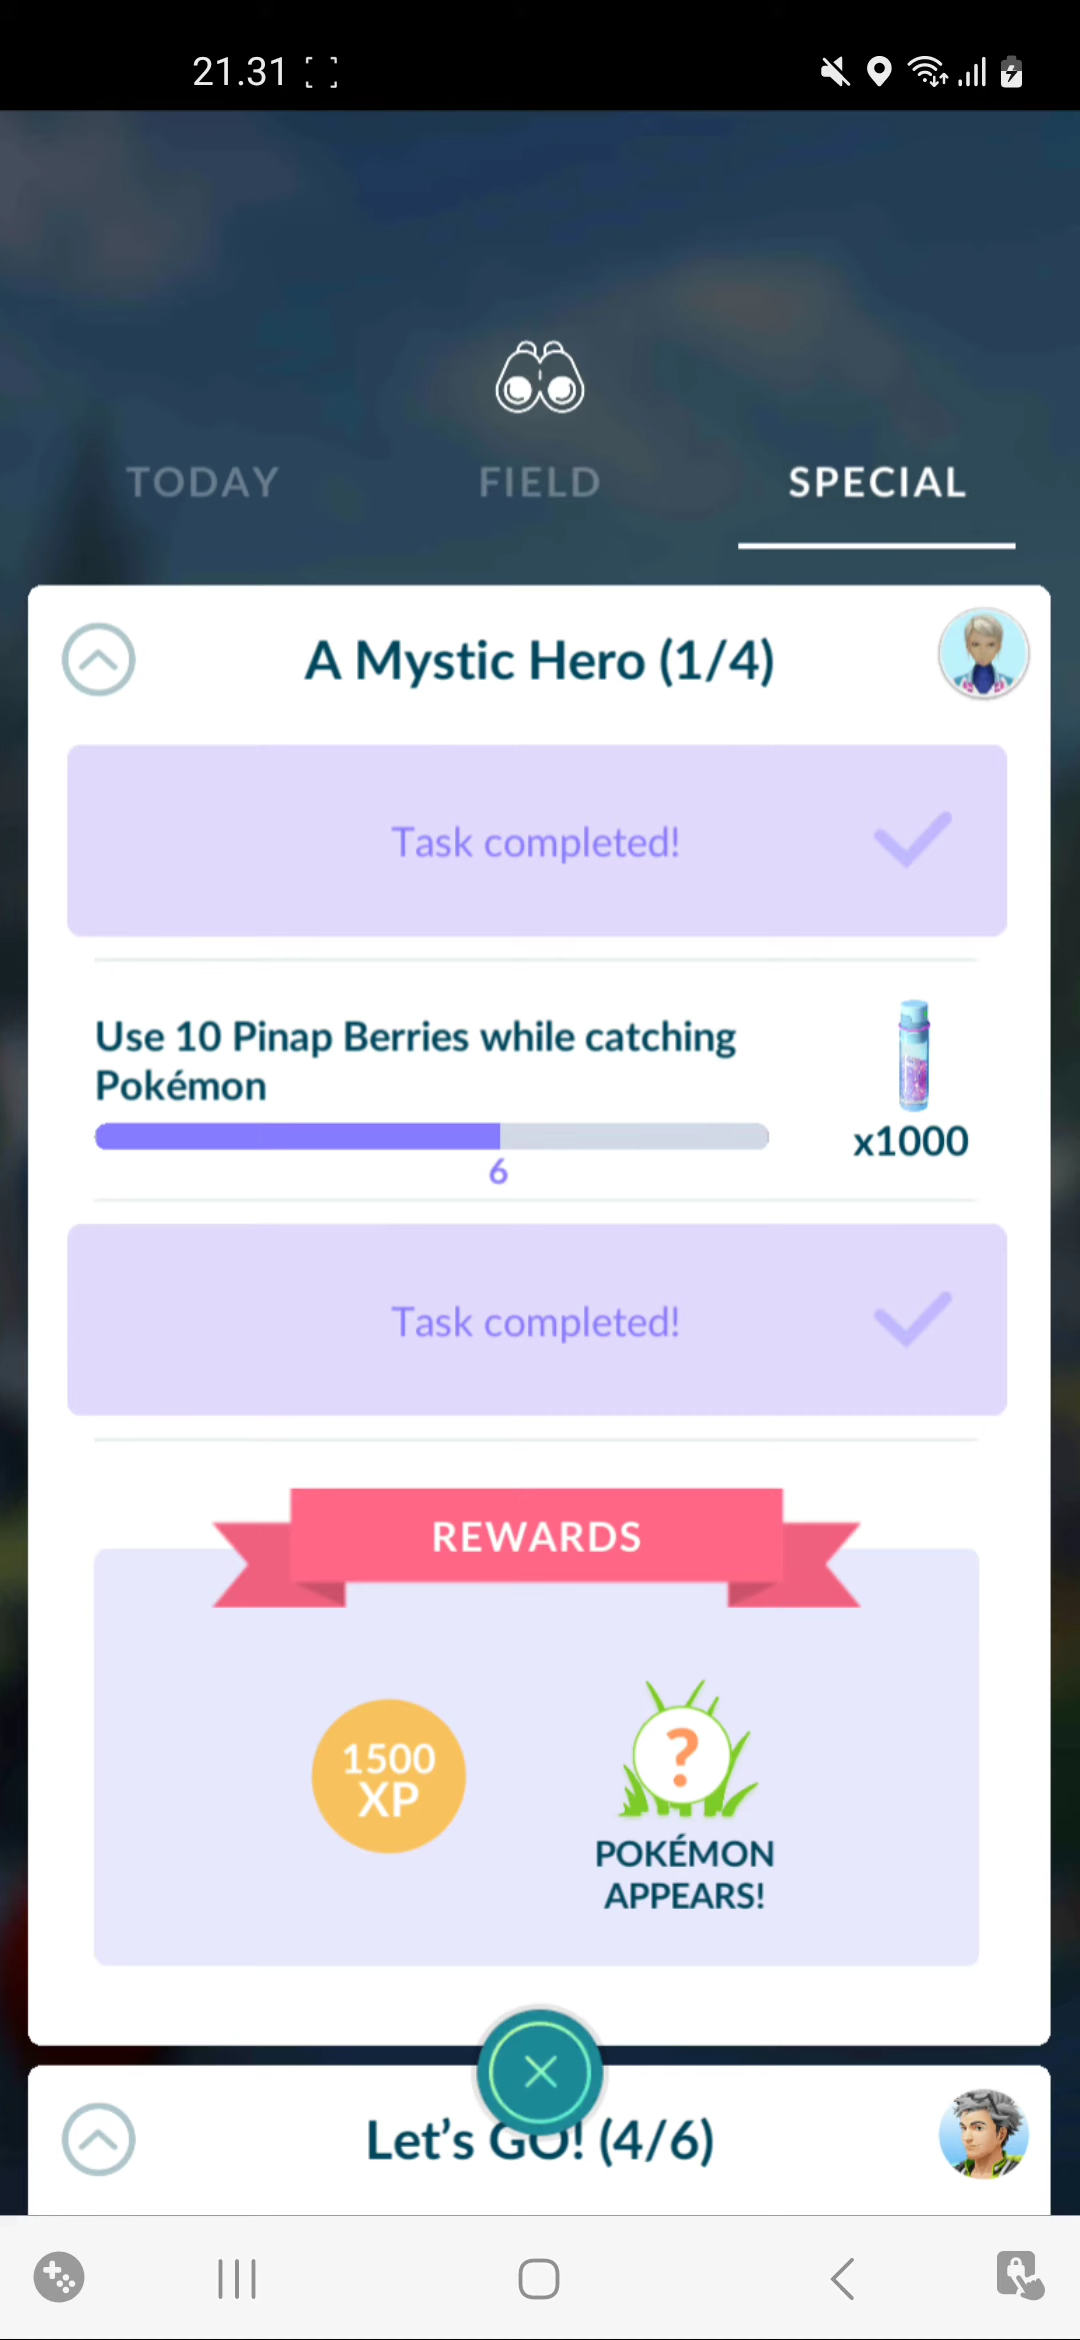 21.31
TODAY FIELD SPECIAL
A Mystic Hero (1/4)
Task completed!
Use 10 Pinap Berries while catching
Pokémon
x1000
6
Task completed!
REWARDS
1500
XP
?
POKÉMON
APPEARS!
Let's GO! (4/6)